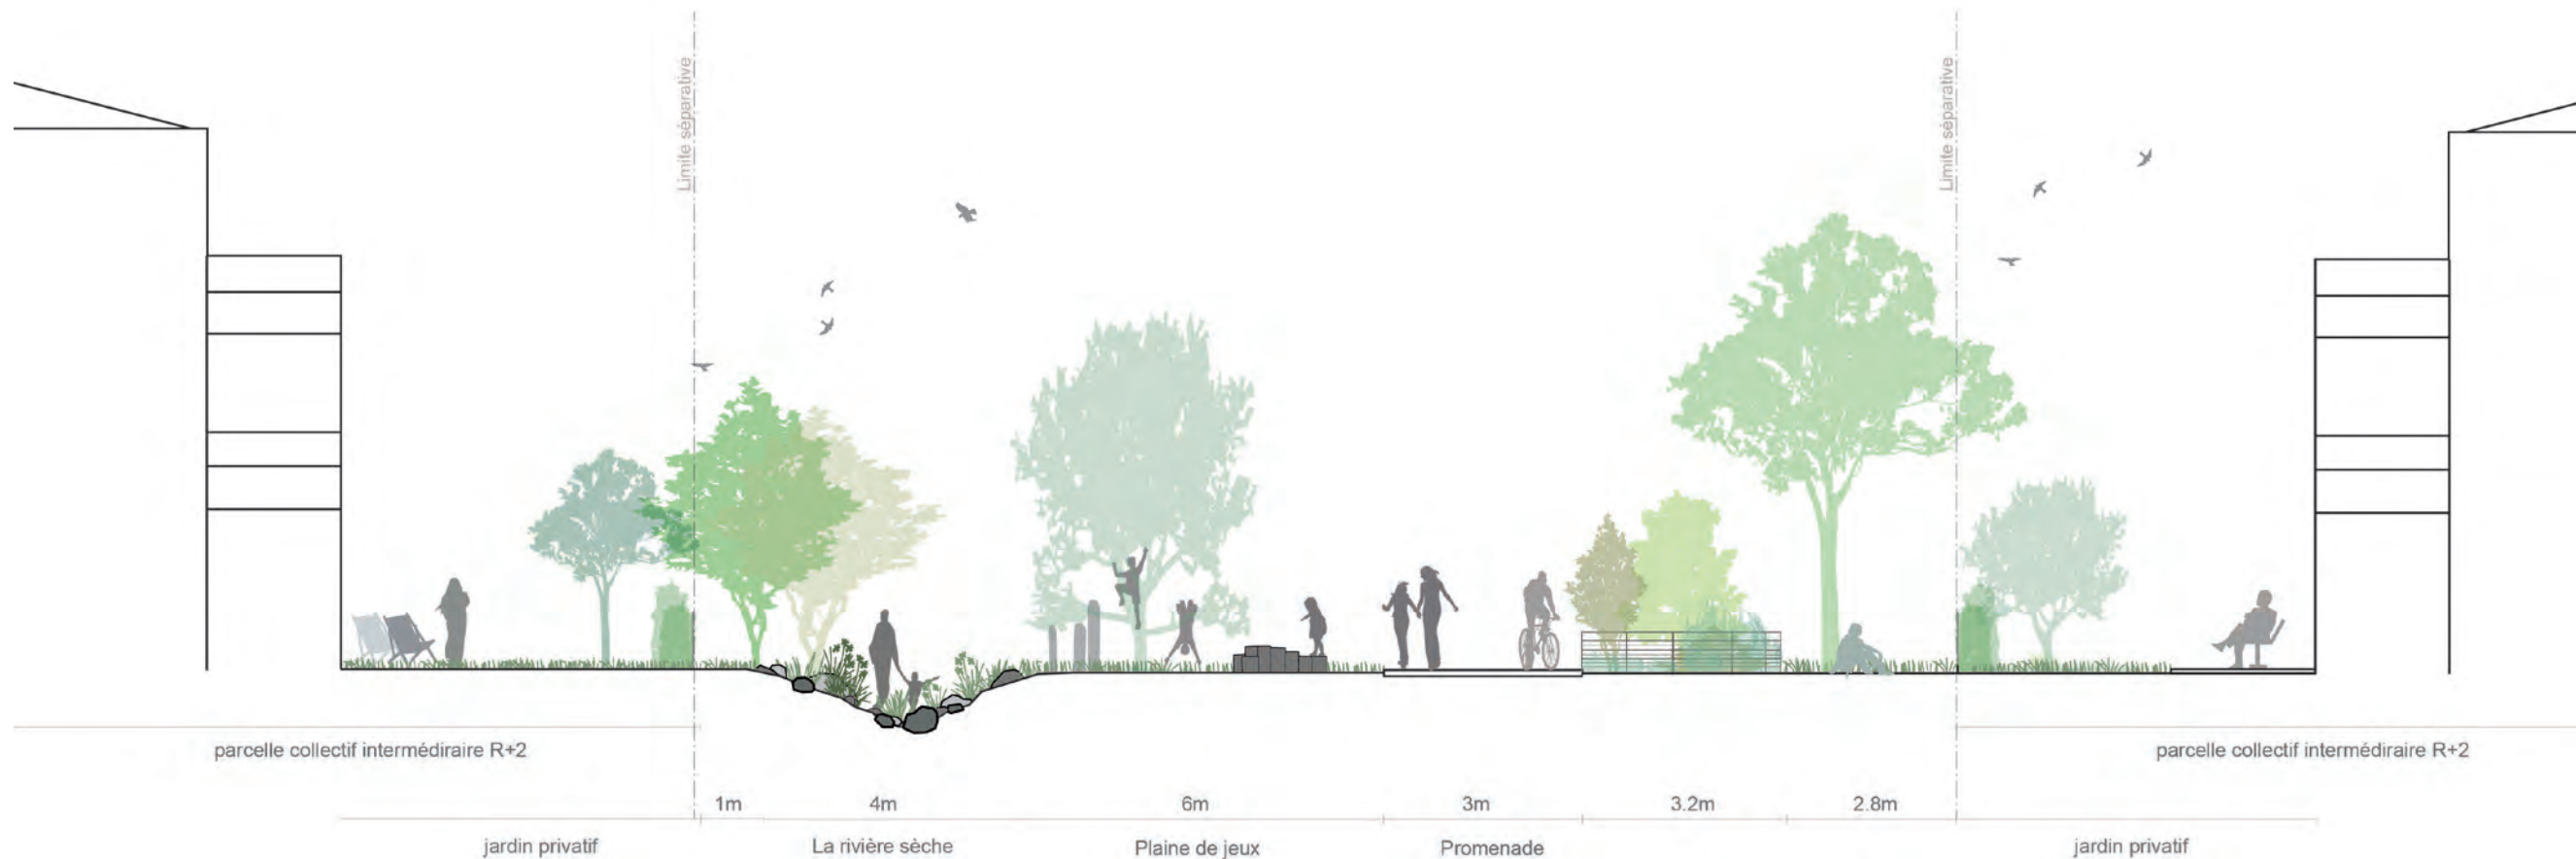 Limite séparative
Limite séparative
parcelle collectif intermédiraire R+2
parcelle collectif intermédiraire R+2
1m
4m
6m
3m
3.2m
2.8m
jardin privatif
La rivière sèche
Plaine de jeux
Promenade
jardin privatif